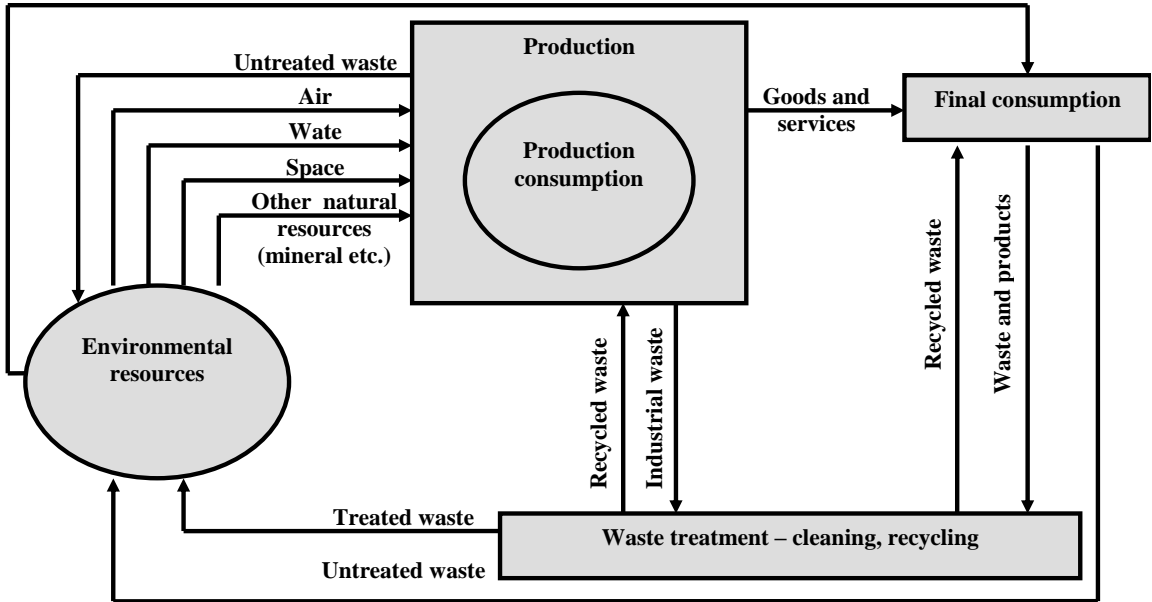 Production
Untreated waste
Air
Wate
Space
Other natural
resources
(mineral etc.)
Production
consumption
Goods and
services
Final consumption
Environmental
resources
Recycled waste
Industrial waste
Recycled waste
Waste and products
Treated waste
Waste treatment – cleaning, recycling
Untreated waste